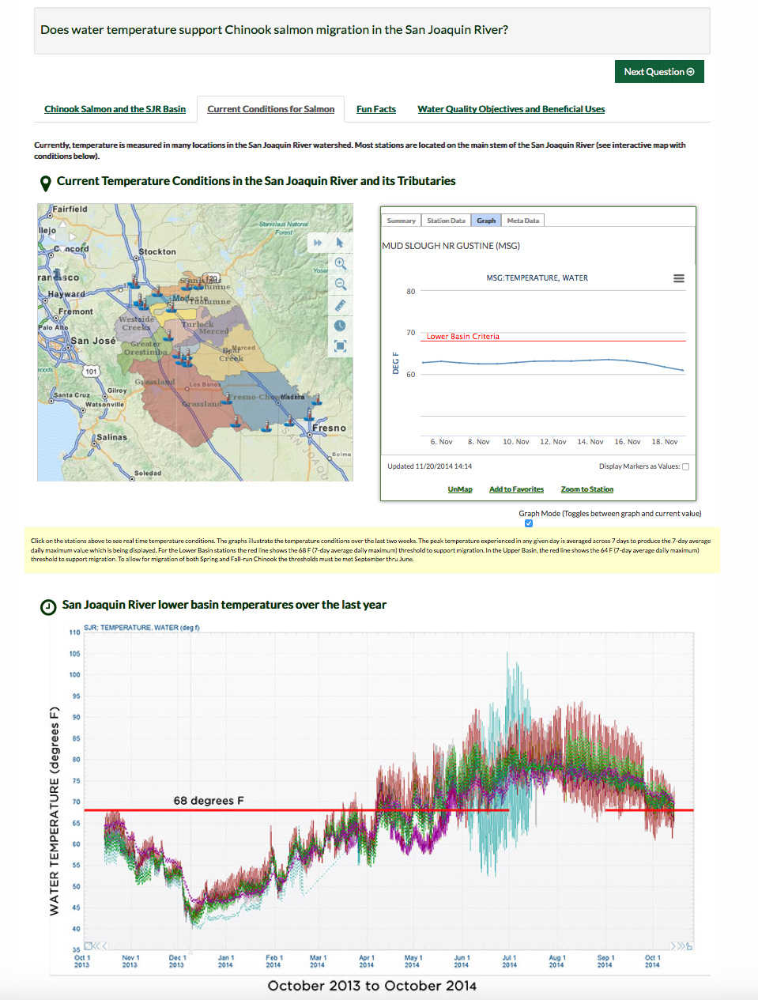 Does water temperature support Chinook salmon migration in the San Joaquin River?
Next Question
Chinook Salmon and the SJR Basin
Current Conditions for Salmon
Fun Facts
Water Quality Objectives and Beneficial Uses
Currently, temperature is measured in many locations in the San Joaquin River watershed. Most stations are located on the main stem of the San Joaquin River (see interactive map with
conditions below).
Current Temperature Conditions in the San Joaquin River and its Tributaries
Fairfield
llejo
Stockton
Stanislaus National
Forest
120
Hayward
Fremont
Palo Alto
San José
Modesto
Tuolumne
Westside
Creeks
Turlock
Merced
Greater
Orestimba
Bear
Creek
Merced
101
Gilroy
Santa Cruz
Watsonville
Grassland
Los Banos
Grassland
Madera
Fresno
Salinas
Selma
Soledad
Summary
Station Data
Graph
Meta Data
MUD SLOUGH NR GUSTINE (MSG)
MSG:TEMPERATURE, WATER
80
70
Lower Basin Criteria
DEG F
60
6. Nov 8. Nov 10. Nov 12. Nov 14. Nov 16. Nov 18. Nov
Updated 11/20/2014 14:14
Display Markers as Values:
UnMap
Add to Favorites
Zoom to Station
Graph Mode (Toggles between graph and current value)
Click on the stations above to see real time temperature conditions. The graphs illustrate the temperature conditions over the last two weeks. The peak temperature experienced in any given day is averaged across 7 days to produce the 7-day average
daily maximum value which is being displayed. For the Lower Basin stations the red line shows the 68 F (7-day average daily maximum) threshold to support migration. In the Upper Basin, the red line shows the 64 F (7-day average daily maximum)
threshold to support migration. To allow for migration of both Spring and Fall-run Chinook the thresholds must be met September thru June.
San Joaquin River lower basin temperatures over the last year
SJR: TEMPERATURE, WATER (deg f)
110
105
100
95
90
85
80
75
70
65
60
55
50
45
40
35
68 degrees F
WATER TEMPERATURE (degrees F)
Oct 1 Nov 1 Dec 1 Jan 1 Feb 1 Mar 1 Apr 1 May 1 Jun 1 Jul 1 Aug 1 Sep 1 Oct 1
2013 2013 2013 2014 2014 2014 2014 2014 2014 2014 2014 2014 2014
October 2013 to October 2014